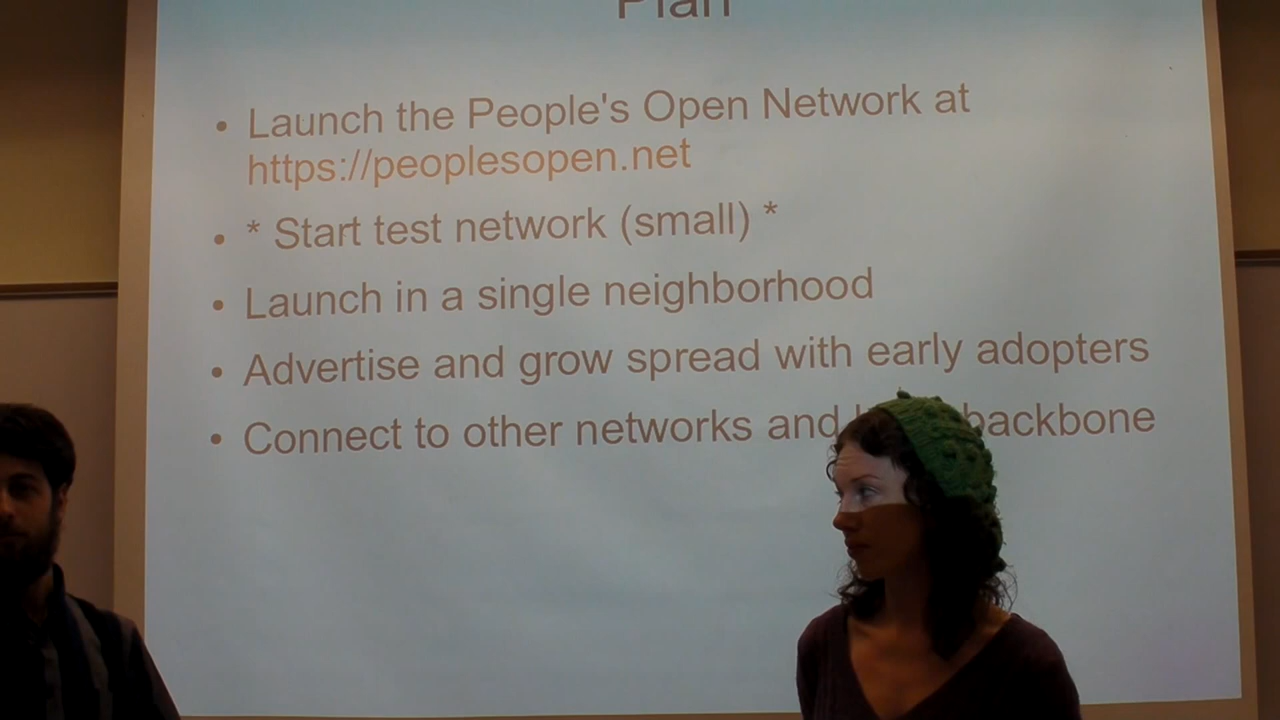 Plan
• Launch the People's Open Network at
https://peoplesopen.net
• * Start test network (small) *
• Launch in a single neighborhood
• Advertise and grow spread with early adopters
• Connect to other networks and backbone